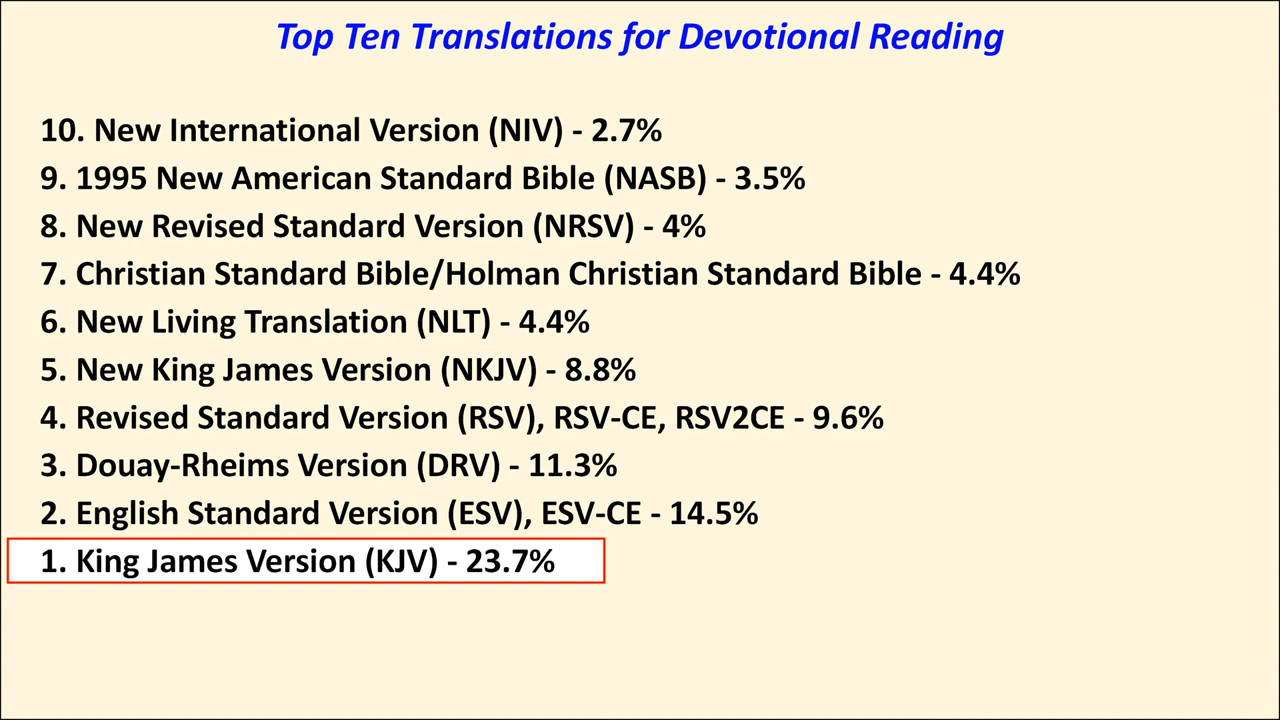 Top Ten Translations for Devotional Reading
10. New International Version (NIV) - 2.7%
9. 1995 New American Standard Bible (NASB) - 3.5%
8. New Revised Standard Version (NRSV) - 4%
7. Christian Standard Bible/Holman Christian Standard Bible - 4.4%
6. New Living Translation (NLT) - 4.4%
5. New King James Version (NKJV) - 8.8%
4. Revised Standard Version (RSV), RSV-CE, RSV2CE - 9.6%
3. Douay-Rheims Version (DRV) - 11.3%
2. English Standard Version (ESV), ESV-CE - 14.5%
1. King James Version (KJV) - 23.7%